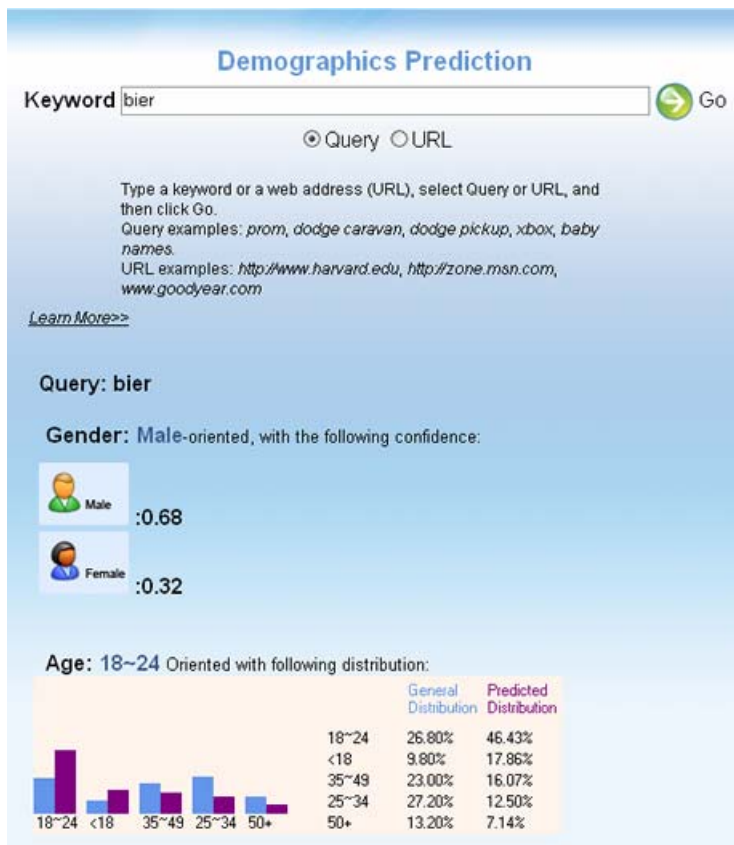 Demographics Prediction
Keyword bier Go
Query URL
Type a keyword or a web address (URL), select Query or URL, and
then click Go.
Query examples: prom, dodge caravan, dodge pickup, xbox, baby
names.
URL examples: http://www.harvard.edu, http://zone.msn.com,
www.goodyear.com
Learn More>>
Query: bier
Gender: Male-oriented, with the following confidence:
Male :0.68
Female :0.32
Age: 18~24 Oriented with following distribution:
General Predicted
Distribution Distribution
18~24 26.80% 46.43%
<18 9.80% 17.86%
35~49 23.00% 16.07%
25~34 27.20% 12.50%
50+ 13.20% 7.14%
18~24 <18 35~49 25~34 50+